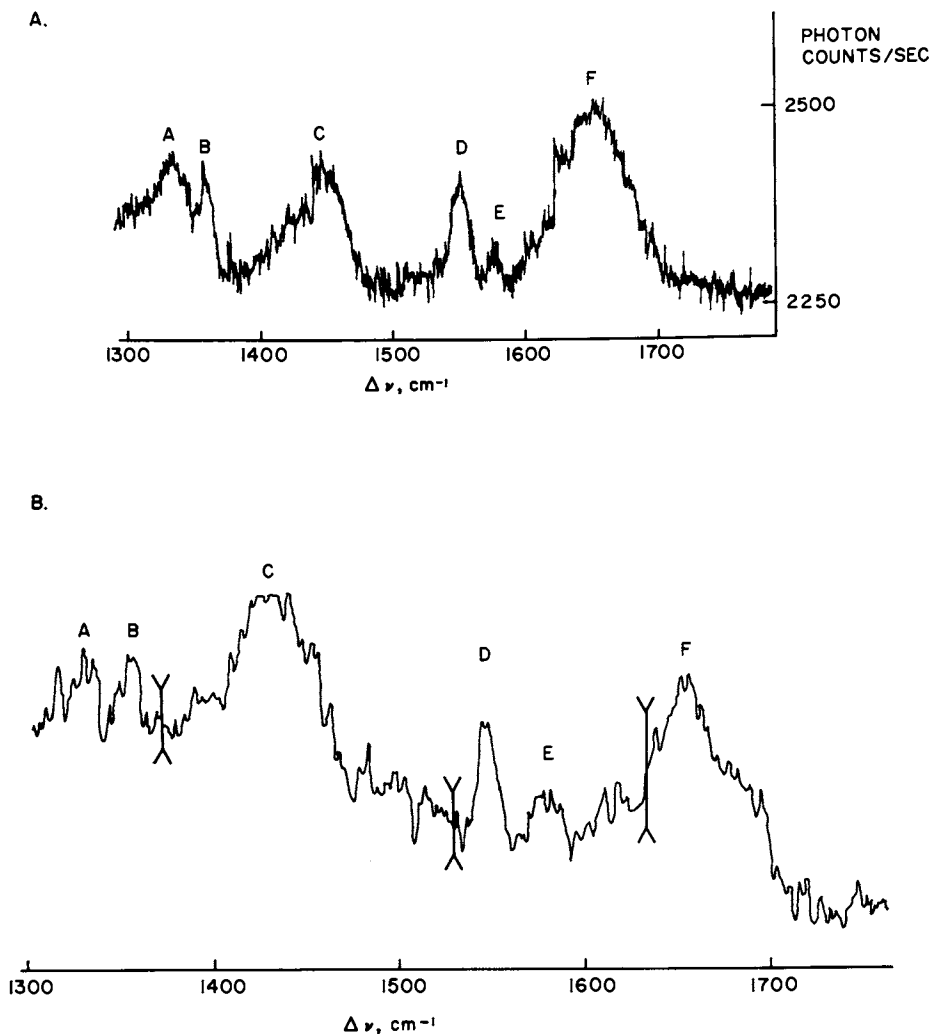 A.
PHOTON
COUNTS/SEC
F
2500
A
B
C
D
E
2250
1300
1400
1500
1600
1700
Δ ν, cm⁻¹
B.
C
A
B
D
F
E
1300
1400
1500
1600
1700
Δ ν, cm⁻¹